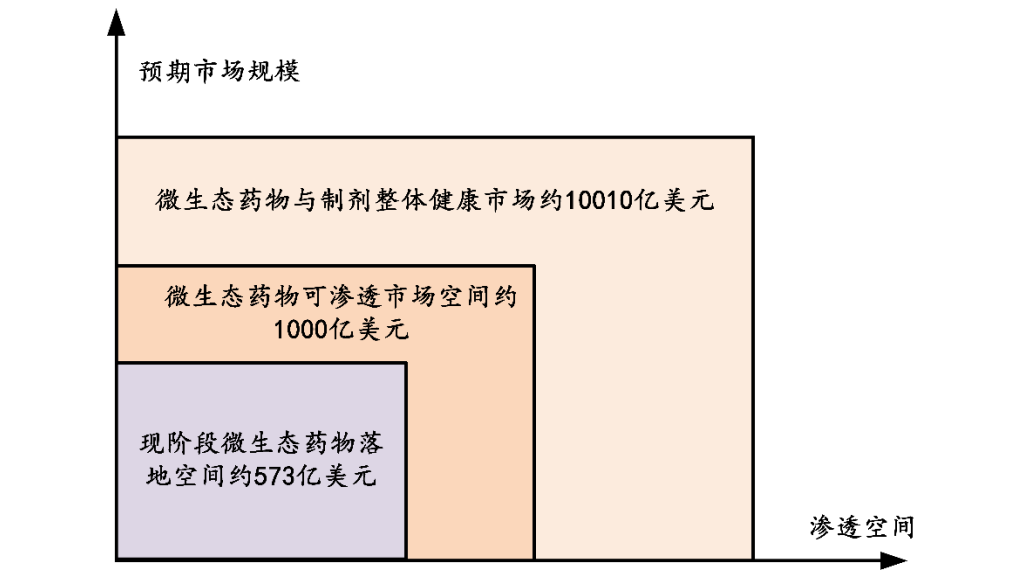 预期市场规模
微生态药物与制剂整体健康市场约10010亿美元
微生态药物可渗透市场空间约
1000亿美元
现阶段微生态药物落
地空间约573亿美元
渗透空间